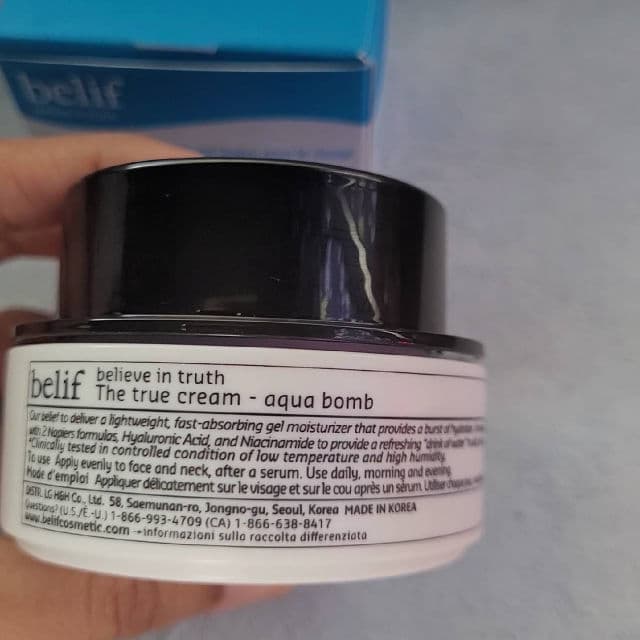 belif
belif
believe in truth
The true cream - aqua bomb
Our belief to deliver a lightweight, fast-absorbing gel moisturizer that provides a burst of hydration
with 2 Napiers formulas, Hyaluronic Acid, and Niacinamide to provide a refreshing "drink of water"
*Clinically tested in controlled condition of low temperature and high humidity.
To use Apply evenly to face and neck, after a serum. Use daily, morning and evening.
Mode d'emploi Appliquer délicatement sur le visage et sur le cou après un sérum. Utiliser chaque
DISTR. LG H&H Co., Ltd. 58, Saemunan-ro, Jongno-gu, Seoul, Korea MADE IN KOREA
Questions? (U.S./E.-U.) 1-866-993-4709 (CA) 1-866-638-8417
www.belifcosmetic.com → informazioni sulla raccolta differenziata